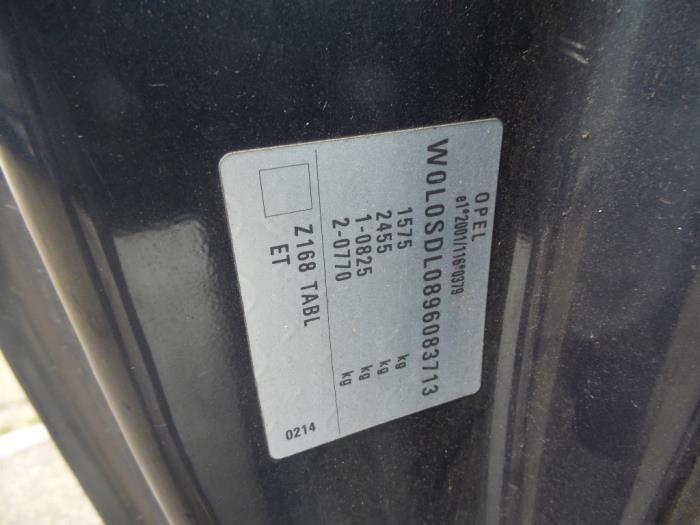 OPEL
e1*2001/116*0379
W0L0SDL0896083713
1575 kg
2455 kg
1-0825 kg
2-0770 kg
Z168 TABL
ET
0214